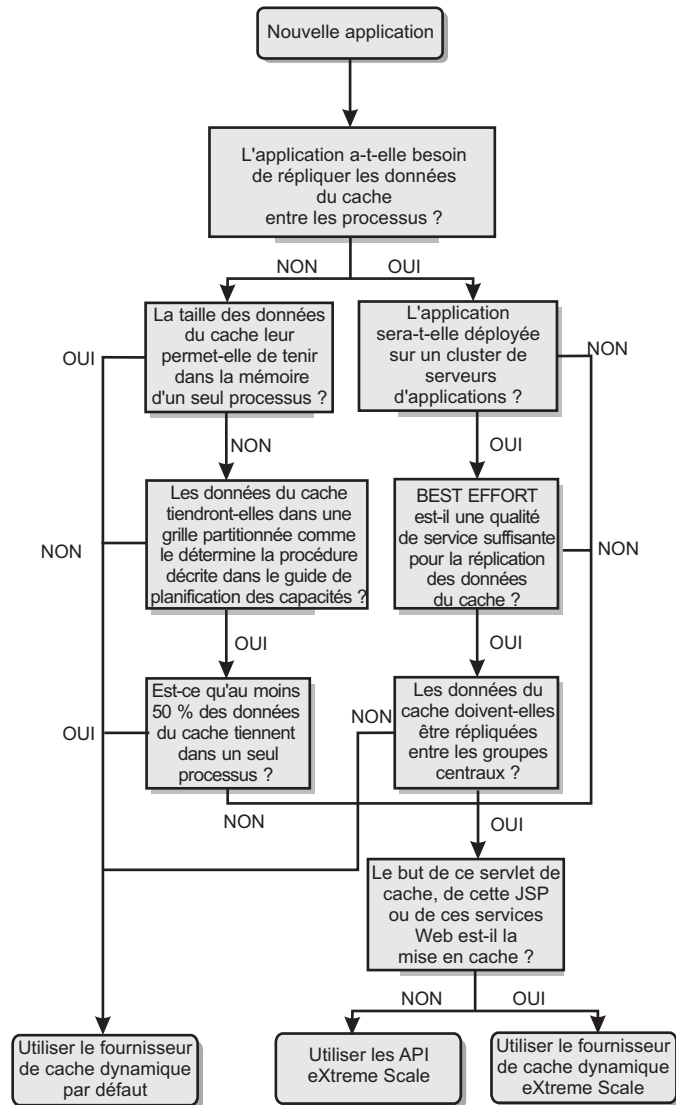 Nouvelle application
L'application a-t-elle besoin
de répliquer les données
du cache
entre les processus ?
NON
OUI
La taille des données
du cache leur
permet-elle de tenir
dans la mémoire
d'un seul processus ?
L'application
sera-t-elle déployée
sur un cluster de
serveurs
d'applications ?
OUI
NON
NON
OUI
Les données du cache
tiendront-elles dans une
grille partitionnée comme
le détermine la procédure
décrite dans le guide de
planification des capacités ?
BEST EFFORT
est-il une qualité
de service suffisante
pour la réplication
des données
du cache ?
NON
NON
OUI
OUI
Est-ce qu'au moins
50 % des données
du cache tiennent
dans un seul
processus ?
Les données du
cache doivent-elles
être répliquées
entre les groupes
centraux ?
OUI
NON
NON
OUI
Le but de ce servlet de
cache, de cette JSP
ou de ces services
Web est-il la
mise en cache ?
NON
OUI
Utiliser le fournisseur
de cache dynamique
par défaut
Utiliser les API
eXtreme Scale
Utiliser le fournisseur
de cache dynamique
eXtreme Scale